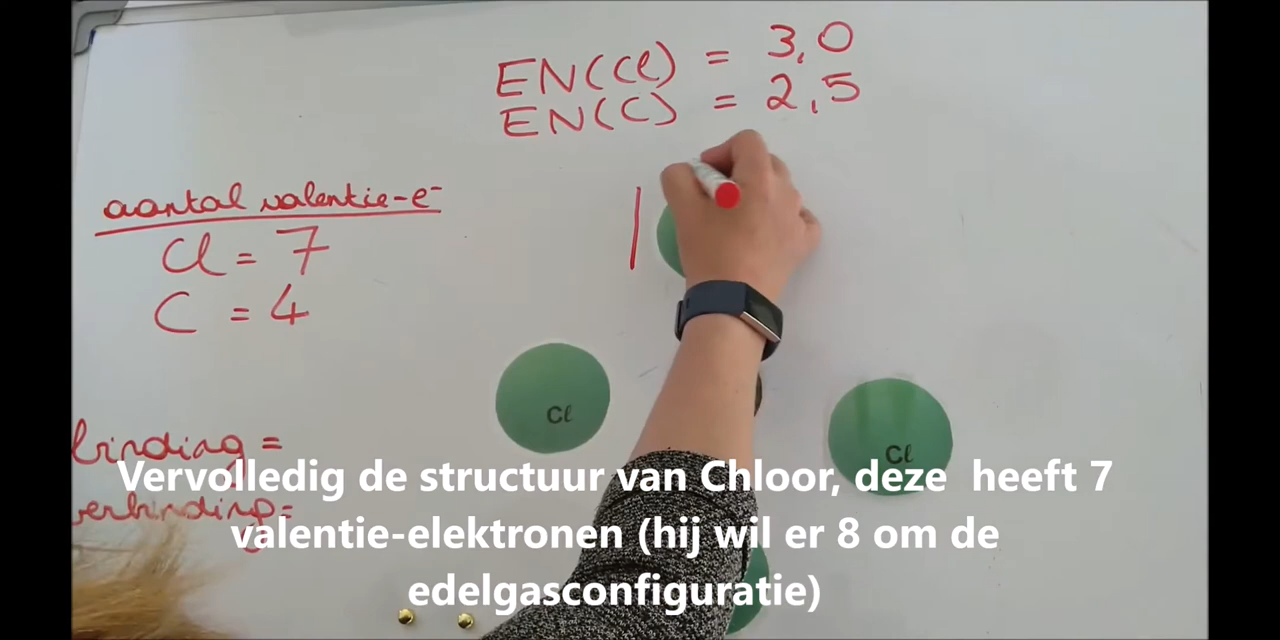 EN(Cl) = 3,0
EN(C) = 2,5
aantal valentie-e⁻
Cl = 7
C = 4
Cl
Cl
binding =
verbinding=
Vervolledig de structuur van Chloor, deze heeft 7
valentie-elektronen (hij wil er 8 om de
edelgasconfiguratie)